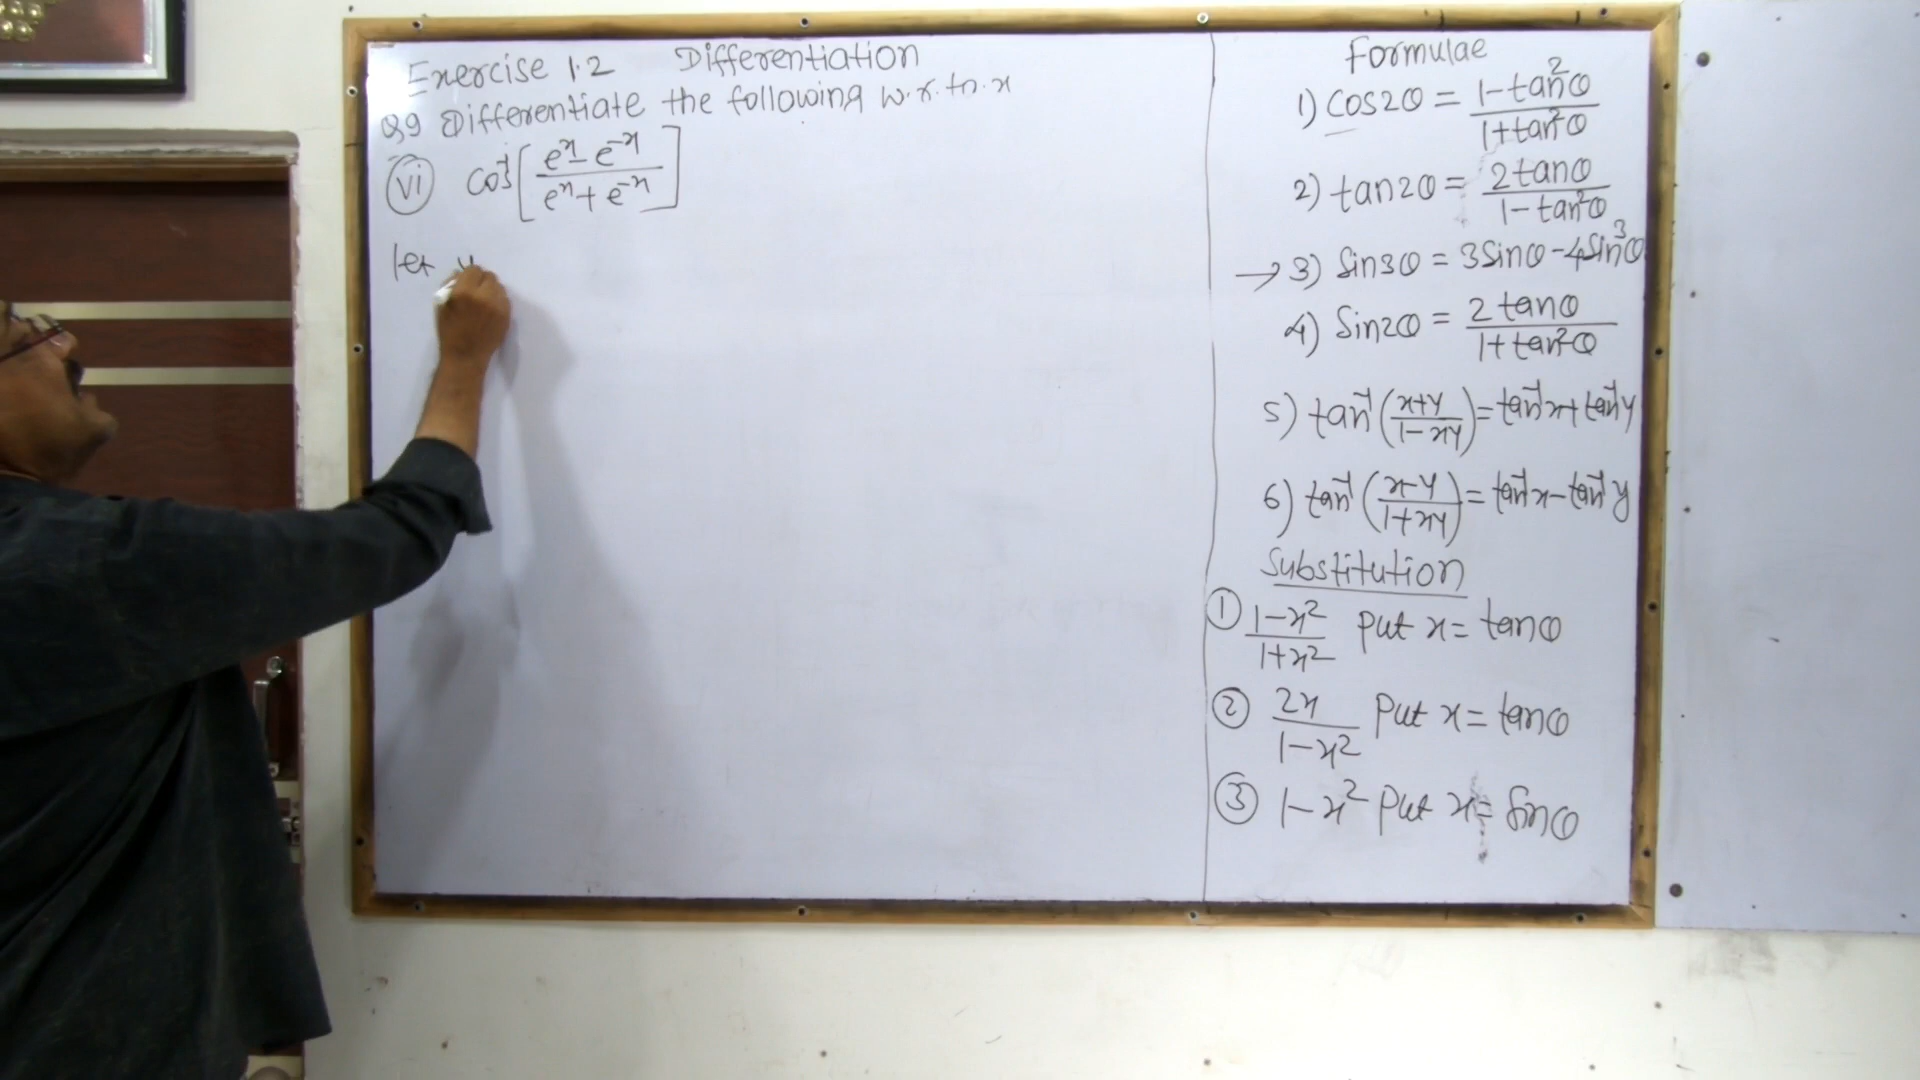 Exercise 1.2 Differentiation
Q9 Differentiate the following w.r.to.x
(vi) cos⁻¹[(eˣ - e⁻ˣ)/(eˣ + e⁻ˣ)]
let y
Formulae
1) Cos2θ = (1-tan²θ)/(1+tan²θ)
2) tan2θ = (2tanθ)/(1-tan²θ)
→ 3) Sin3θ = 3Sinθ-4Sin³θ
4) Sin2θ = (2tanθ)/(1+tan²θ)
5) tan⁻¹((x+y)/(1-xy)) = tan⁻¹x+tan⁻¹y
6) tan⁻¹((x-y)/(1+xy)) = tan⁻¹x-tan⁻¹y
Substitution
① (1-x²)/(1+x²) Put x = tanθ
② (2x)/(1-x²) Put x = tanθ
③ 1-x² Put x = Sinθ